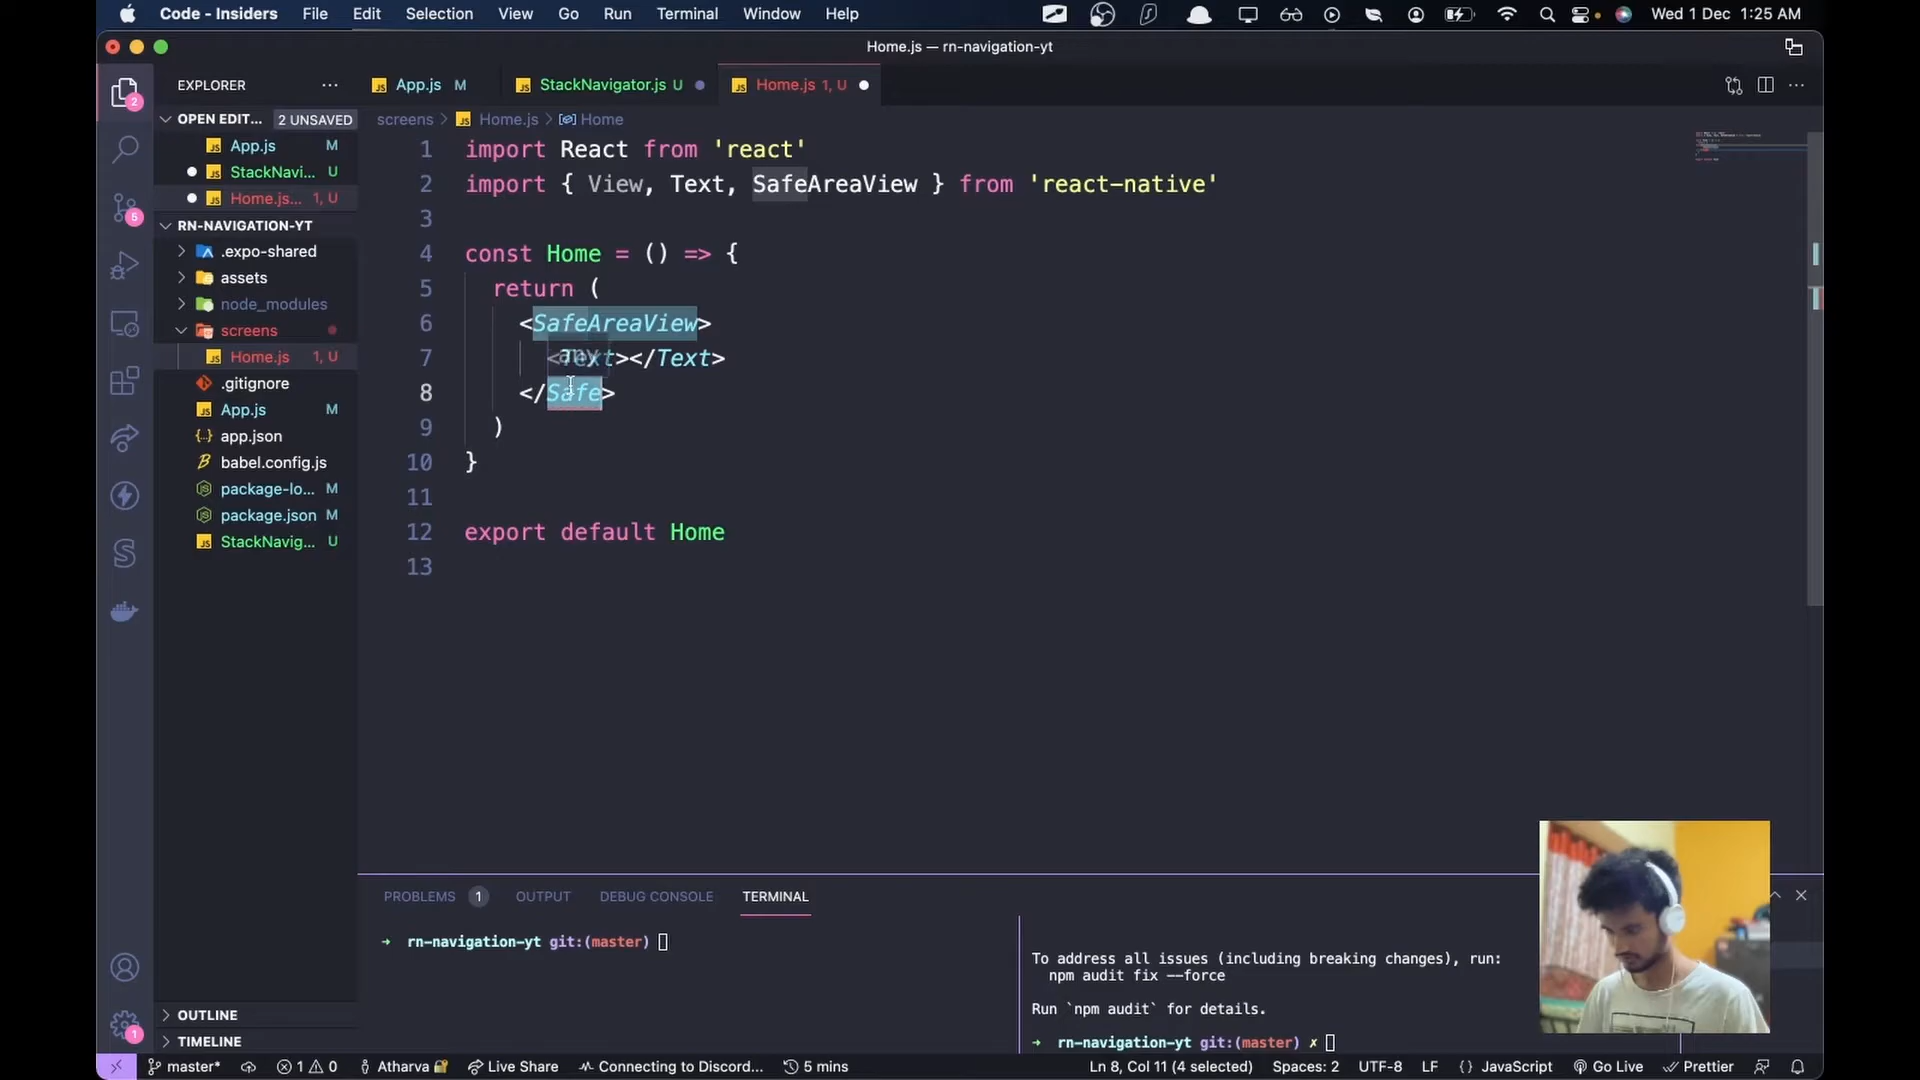 Code - Insiders File Edit Selection View Go Run Terminal Window Help Wed 1 Dec 1:25 AM
Home.js — rn-navigation-yt
EXPLORER
App.js M
StackNavigator.js U
Home.js 1, U
OPEN EDIT... 2 UNSAVED
App.js M
StackNavi... U
Home.js... 1, U
RN-NAVIGATION-YT
.expo-shared
assets
node_modules
screens
Home.js 1, U
.gitignore
App.js M
app.json
babel.config.js
package-lo... M
package.json M
StackNavig... U
OUTLINE
TIMELINE
screens > Home.js > Home
1 import React from 'react'
2 import { View, Text, SafeAreaView } from 'react-native'
3
4 const Home = () => {
5 return (
6 <SafeAreaView>
7 <Text></Text>
any
8 </Safe>
9 )
10 }
11
12 export default Home
13
PROBLEMS 1 OUTPUT DEBUG CONSOLE TERMINAL
→ rn-navigation-yt git:(master)
To address all issues (including breaking changes), run:
npm audit fix --force
Run `npm audit` for details.
→ rn-navigation-yt git:(master) ✗
2
5
1
master* 1 0 Atharva Live Share Connecting to Discord... 5 mins Ln 8, Col 11 (4 selected) Spaces: 2 UTF-8 LF {} JavaScript Go Live Prettier